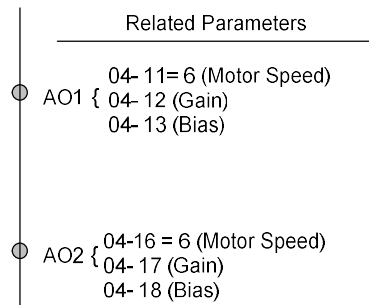 Related Parameters
04-11= 6 (Motor Speed)
AO1 { 04-12 (Gain)
04-13 (Bias)
04-16 = 6 (Motor Speed)
AO2 { 04-17 (Gain)
04-18 (Bias)